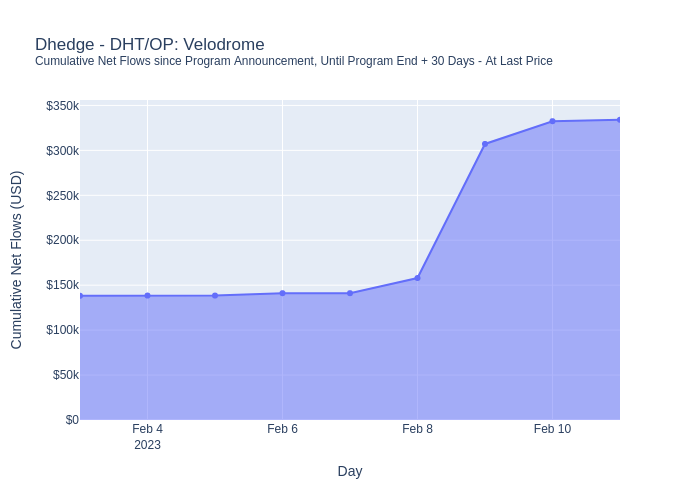 Dhedge - DHT/OP: Velodrome
Cumulative Net Flows since Program Announcement, Until Program End + 30 Days - At Last Price
Cumulative Net Flows (USD)
$350k
$300k
$250k
$200k
$150k
$100k
$50k
$0
Feb 4
2023
Feb 6
Feb 8
Feb 10
Day